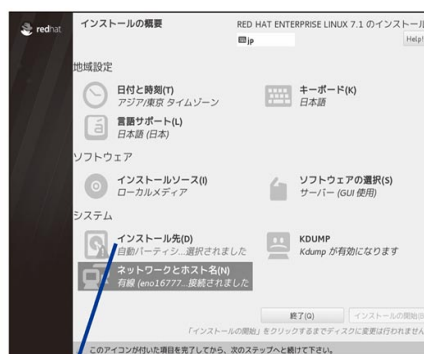 redhat
インストールの概要
RED HAT ENTERPRISE LINUX 7.1 のインストール
jp
Help!
地域設定
日付と時刻(T)
アジア/東京 タイムゾーン
キーボード(K)
日本語
言語サポート(L)
日本語 (日本)
ソフトウェア
インストールソース(I)
ローカルメディア
ソフトウェアの選択(S)
サーバー (GUI 使用)
システム
インストール先(D)
自動パーティシ...選択されました
KDUMP
Kdump が有効になります
ネットワークとホスト名(N)
有線 (eno16777...接続されました
終了(Q)
インストールの開始(B
「インストールの開始」をクリックするまでディスクに変更は行われません
このアイコンが付いた項目を完了してから、次のステップへと続けて下さい。